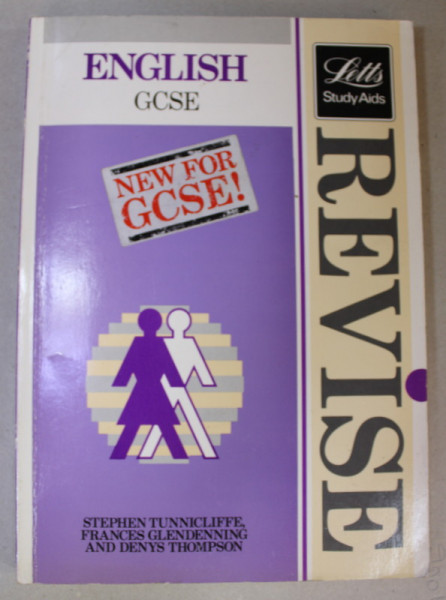 ENGLISH
GCSE
Letts
Study Aids
NEW FOR
GCSE!
REVISE
STEPHEN TUNNICLIFFE,
FRANCES GLENDENNING
AND DENYS THOMPSON